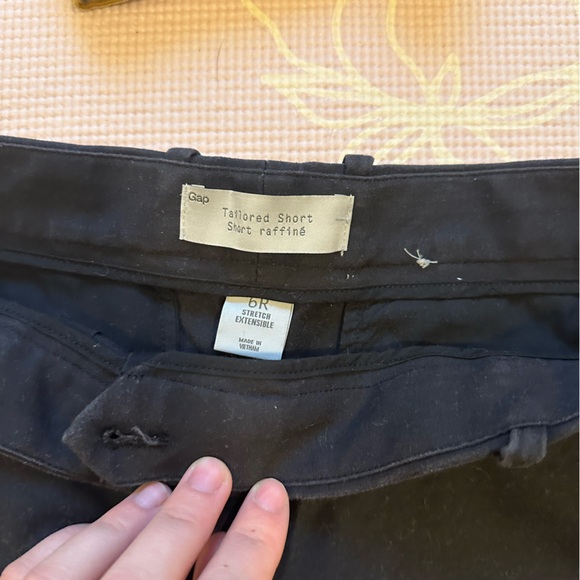 Gap
Tailored Short
Short raffiné
6R
STRETCH
EXTENSIBLE
MADE IN
VIETNAM